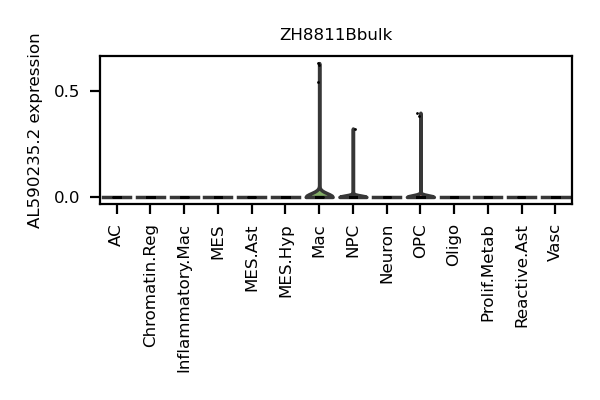 ZH8811Bbulk
AL590235.2 expression
0.5
0.0
AC
Chromatin.Reg
Inflammatory.Mac
MES
MES.Ast
MES.Hyp
Mac
NPC
Neuron
OPC
Oligo
Prolif.Metab
Reactive.Ast
Vasc